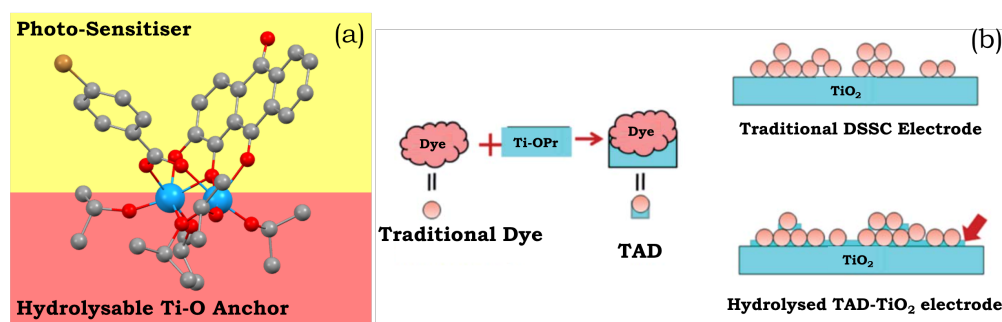 Photo-Sensitiser
(a)
Hydrolysable Ti-O Anchor
(b)
Dye
Ti-OPr
Dye
Traditional Dye
TAD
TiO₂
Traditional DSSC Electrode
TiO₂
Hydrolysed TAD-TiO₂ electrode